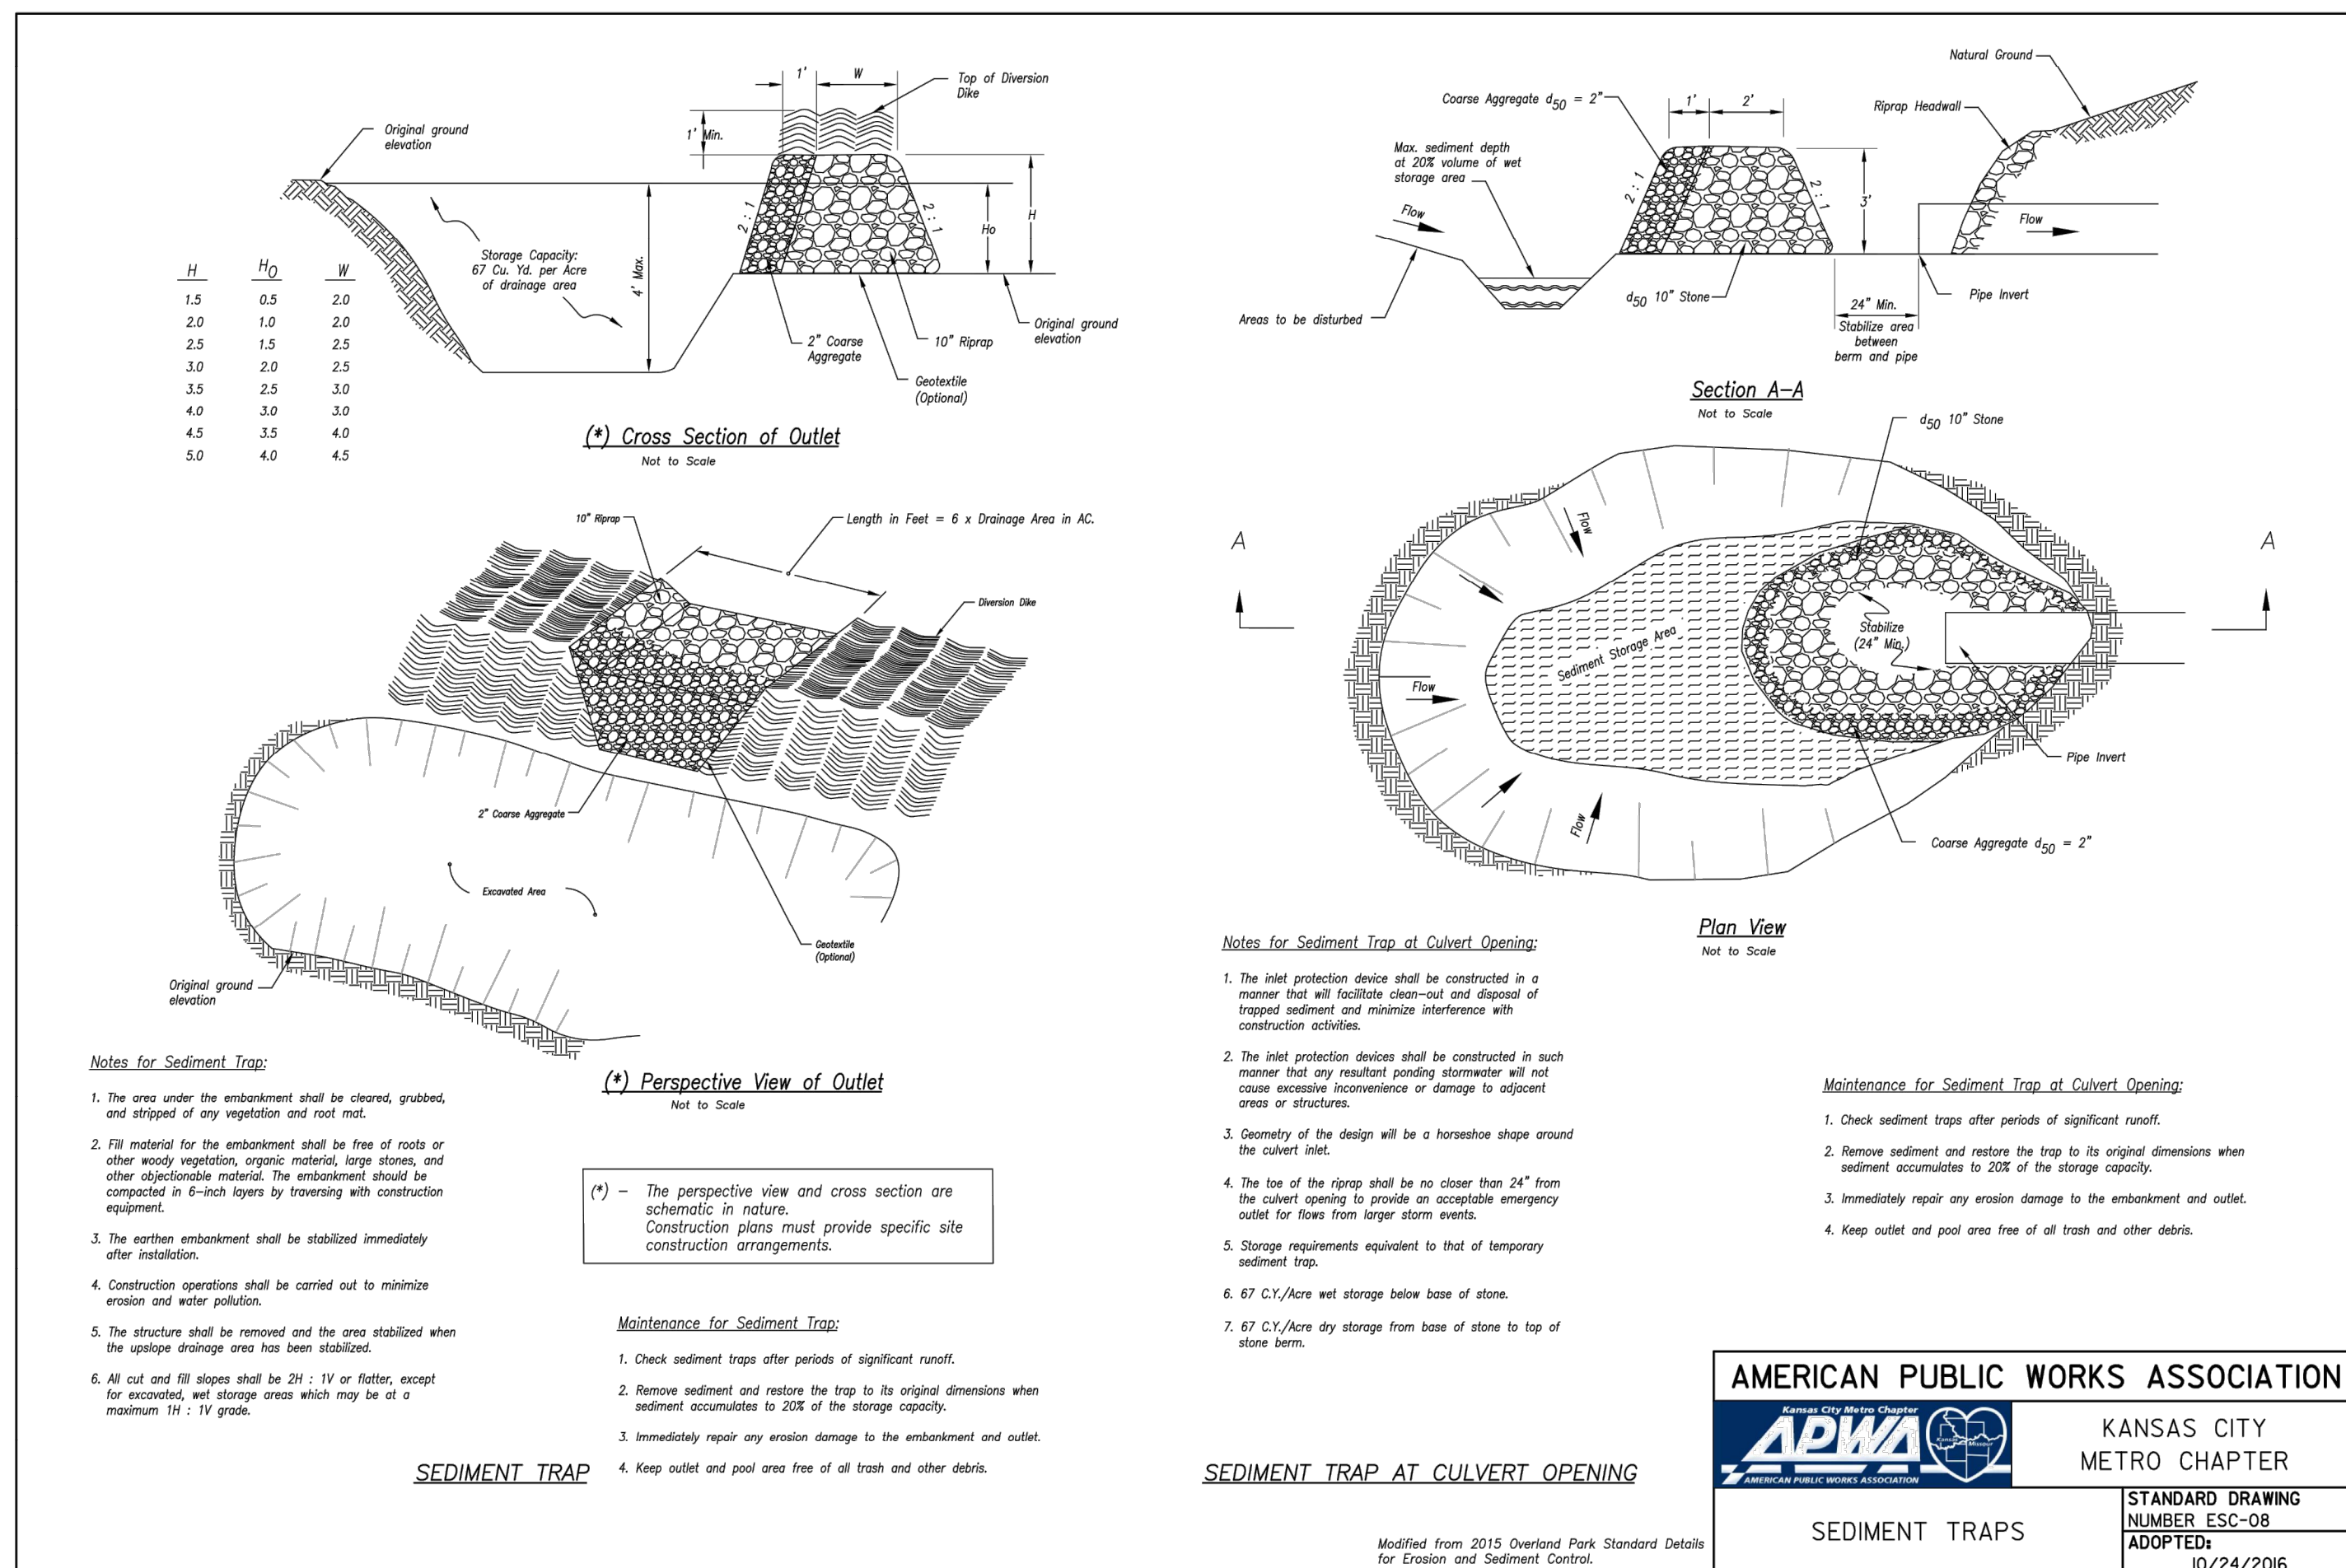 1'
W
Top of Diversion
Dike
1' Min.
Original ground
elevation
2 : 1
2 : 1
H
Ho
4' Max.
Storage Capacity:
67 Cu. Yd. per Acre
of drainage area
Original ground
elevation
2" Coarse
Aggregate
10" Riprap
Geotextile
(Optional)
H HO W
1.5 0.5 2.0
2.0 1.0 2.0
2.5 1.5 2.5
3.0 2.0 2.5
3.5 2.5 3.0
4.0 3.0 3.0
4.5 3.5 4.0
5.0 4.0 4.5
(*) Cross Section of Outlet
Not to Scale
10" Riprap
Length in Feet = 6 x Drainage Area in AC.
Diversion Dike
2" Coarse Aggregate
Excavated Area
Geotextile
(Optional)
Original ground
elevation
(*) Perspective View of Outlet
Not to Scale
Notes for Sediment Trap:
1. The area under the embankment shall be cleared, grubbed,
and stripped of any vegetation and root mat.
2. Fill material for the embankment shall be free of roots or
other woody vegetation, organic material, large stones, and
other objectionable material. The embankment should be
compacted in 6-inch layers by traversing with construction
equipment.
3. The earthen embankment shall be stabilized immediately
after installation.
4. Construction operations shall be carried out to minimize
erosion and water pollution.
5. The structure shall be removed and the area stabilized when
the upslope drainage area has been stabilized.
6. All cut and fill slopes shall be 2H : 1V or flatter, except
for excavated, wet storage areas which may be at a
maximum 1H : 1V grade.
(*) - The perspective view and cross section are
schematic in nature.
Construction plans must provide specific site
construction arrangements.
Maintenance for Sediment Trap:
1. Check sediment traps after periods of significant runoff.
2. Remove sediment and restore the trap to its original dimensions when
sediment accumulates to 20% of the storage capacity.
3. Immediately repair any erosion damage to the embankment and outlet.
4. Keep outlet and pool area free of all trash and other debris.
SEDIMENT TRAP
Natural Ground
Coarse Aggregate d50 = 2"
1'
2'
Riprap Headwall
Max. sediment depth
at 20% volume of wet
storage area
2 : 1
2 : 1
3'
Flow
Flow
Areas to be disturbed
d50 10" Stone
24" Min.
Stabilize area
between
berm and pipe
Pipe Invert
Section A-A
Not to Scale
d50 10" Stone
A
A
Flow
Flow
Flow
Sediment Storage Area
Stabilize
(24" Min.)
Pipe Invert
Coarse Aggregate d50 = 2"
Plan View
Not to Scale
Notes for Sediment Trap at Culvert Opening:
1. The inlet protection device shall be constructed in a
manner that will facilitate clean-out and disposal of
trapped sediment and minimize interference with
construction activities.
2. The inlet protection devices shall be constructed in such
manner that any resultant ponding stormwater will not
cause excessive inconvenience or damage to adjacent
areas or structures.
3. Geometry of the design will be a horseshoe shape around
the culvert inlet.
4. The toe of the riprap shall be no closer than 24" from
the culvert opening to provide an acceptable emergency
outlet for flows from larger storm events.
5. Storage requirements equivalent to that of temporary
sediment trap.
6. 67 C.Y./Acre wet storage below base of stone.
7. 67 C.Y./Acre dry storage from base of stone to top of
stone berm.
Maintenance for Sediment Trap at Culvert Opening:
1. Check sediment traps after periods of significant runoff.
2. Remove sediment and restore the trap to its original dimensions when
sediment accumulates to 20% of the storage capacity.
3. Immediately repair any erosion damage to the embankment and outlet.
4. Keep outlet and pool area free of all trash and other debris.
SEDIMENT TRAP AT CULVERT OPENING
Modified from 2015 Overland Park Standard Details
for Erosion and Sediment Control.
AMERICAN PUBLIC WORKS ASSOCIATION
Kansas City Metro Chapter
APWA
Kansas Missouri
AMERICAN PUBLIC WORKS ASSOCIATION
KANSAS CITY
METRO CHAPTER
SEDIMENT TRAPS
STANDARD DRAWING
NUMBER ESC-08
ADOPTED:
10/24/2016